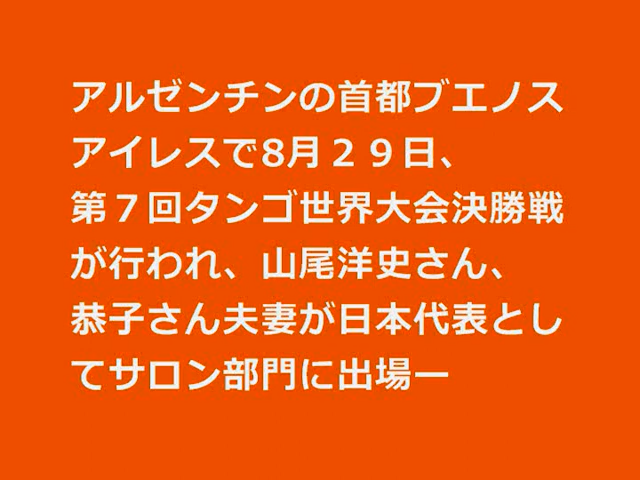 アルゼンチンの首都ブエノス
アイレスで8月２９日、
第７回タンゴ世界大会決勝戦
が行われ、山尾洋史さん、
恭子さん夫妻が日本代表とし
てサロン部門に出場ー